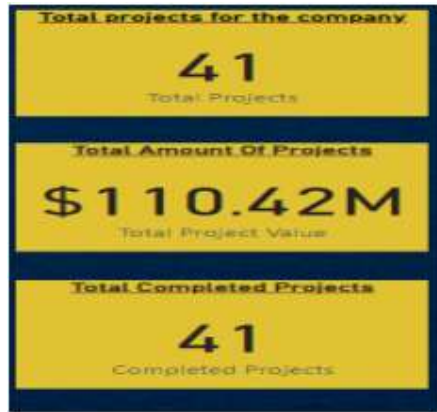 Total projects for the company
41
Total Projects
Total Amount Of Projects
$110.42M
Total Project Value
Total Completed Projects
41
Completed Projects